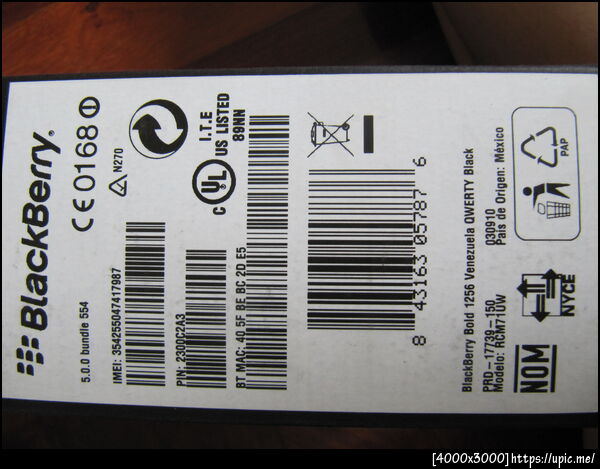 BlackBerry®
CE0168
N270
I.T.E
C UL US LISTED
89NN
5.0.0 bundle 554
IMEI: 354255047417987
PIN: 2300C2A3
BT MAC: 40 5F BE BC 2D E5
8 43163 05787 6
BlackBerry Bold 1256 Venezuela QWERTY Black
PRD-17739-150 030910
Modelo: RCM71UW Pais de Origen: México
PAP
NOM
NYCE
[4000x3000]https://upic.me/